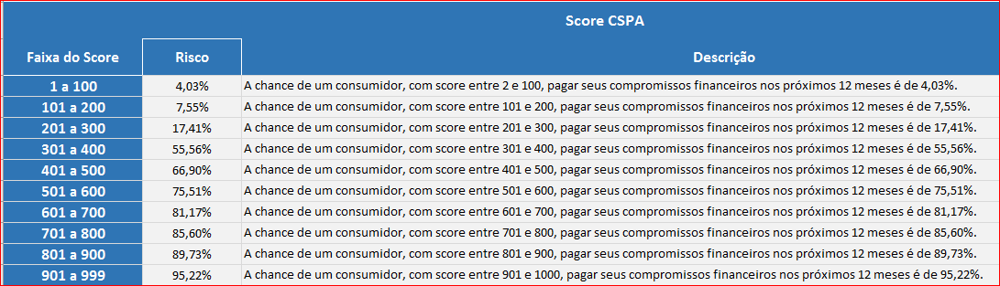 Score CSPA
Faixa do Score Risco Descrição
1 a 100 4,03% A chance de um consumidor, com score entre 2 e 100, pagar seus compromissos financeiros nos próximos 12 meses é de 4,03%.
101 a 200 7,55% A chance de um consumidor, com score entre 101 e 200, pagar seus compromissos financeiros nos próximos 12 meses é de 7,55%.
201 a 300 17,41% A chance de um consumidor, com score entre 201 e 300, pagar seus compromissos financeiros nos próximos 12 meses é de 17,41%.
301 a 400 55,56% A chance de um consumidor, com score entre 301 e 400, pagar seus compromissos financeiros nos próximos 12 meses é de 55,56%.
401 a 500 66,90% A chance de um consumidor, com score entre 401 e 500, pagar seus compromissos financeiros nos próximos 12 meses é de 66,90%.
501 a 600 75,51% A chance de um consumidor, com score entre 501 e 600, pagar seus compromissos financeiros nos próximos 12 meses é de 75,51%.
601 a 700 81,17% A chance de um consumidor, com score entre 601 e 700, pagar seus compromissos financeiros nos próximos 12 meses é de 81,17%.
701 a 800 85,60% A chance de um consumidor, com score entre 701 e 800, pagar seus compromissos financeiros nos próximos 12 meses é de 85,60%.
801 a 900 89,73% A chance de um consumidor, com score entre 801 e 900, pagar seus compromissos financeiros nos próximos 12 meses é de 89,73%.
901 a 999 95,22% A chance de um consumidor, com score entre 901 e 1000, pagar seus compromissos financeiros nos próximos 12 meses é de 95,22%.